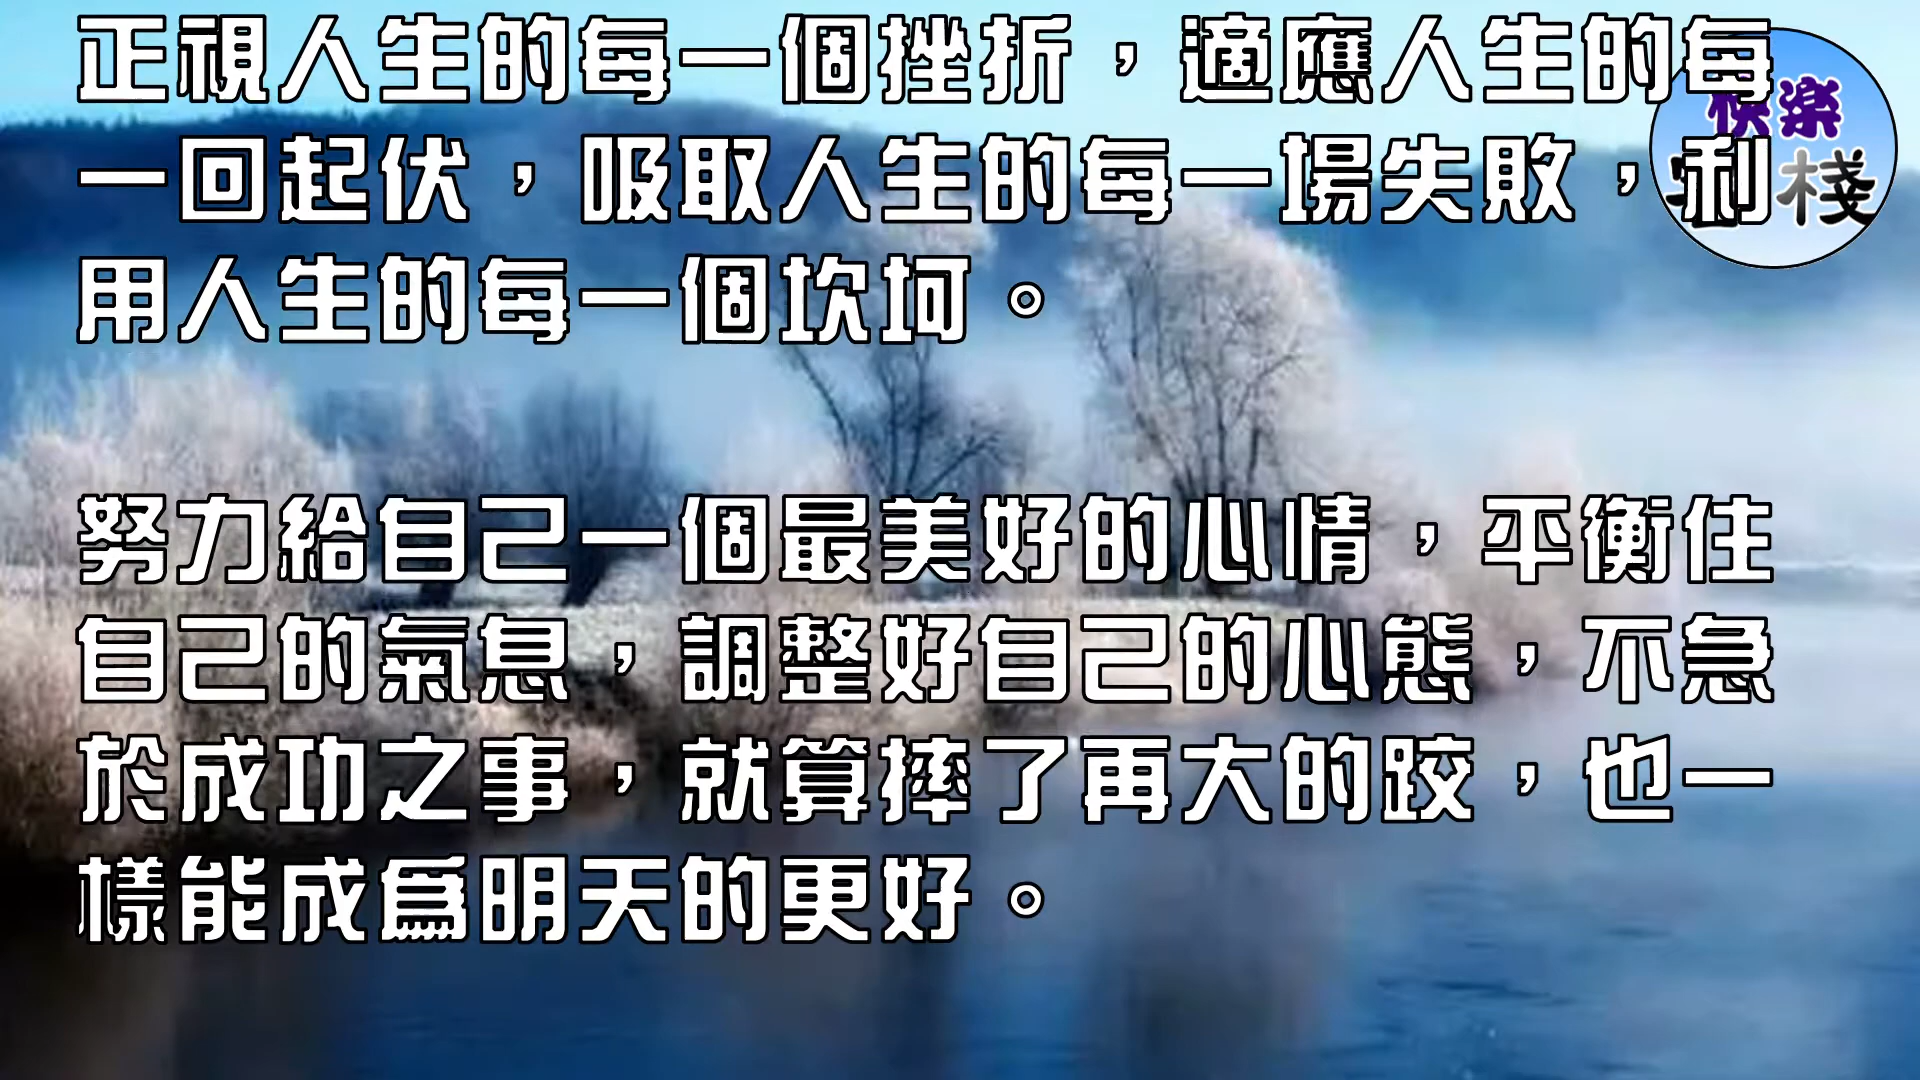 正視人生的每一個挫折，適應人生的每
一回起伏，吸取人生的每一場失敗，利
用人生的每一個坎坷。
努力給自己一個最美好的心情，平衡住
自己的氣息，調整好自己的心態，不急
於成功之事，就算摔了再大的跤，也一
樣能成爲明天的更好。
快楽
栈